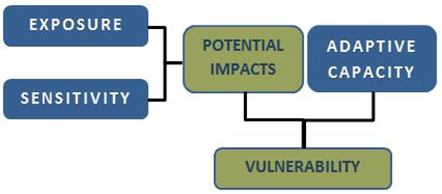 EXPOSURE
SENSITIVITY
POTENTIAL
IMPACTS
ADAPTIVE
CAPACITY
VULNERABILITY